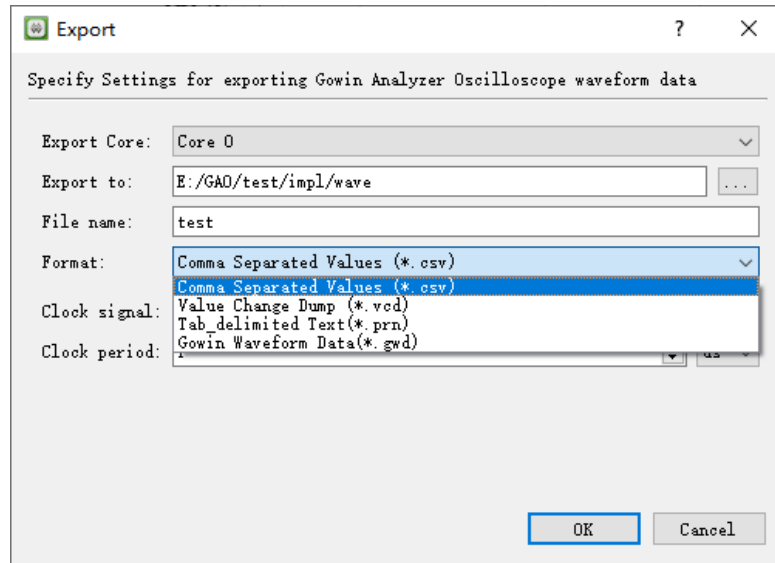 Export
?
Specify Settings for exporting Gowin Analyzer Oscilloscope waveform data
Export Core: Core 0
Export to: E:/GAO/test/impl/wave ...
File name: test
Format: Comma Separated Values (*.csv)
Comma Separated Values (*.csv)
Clock signal: Value Change Dump (*.vcd)
Tab_delimited Text(*.prn)
Clock period: Gowin Waveform Data(*.gwd)
OK Cancel